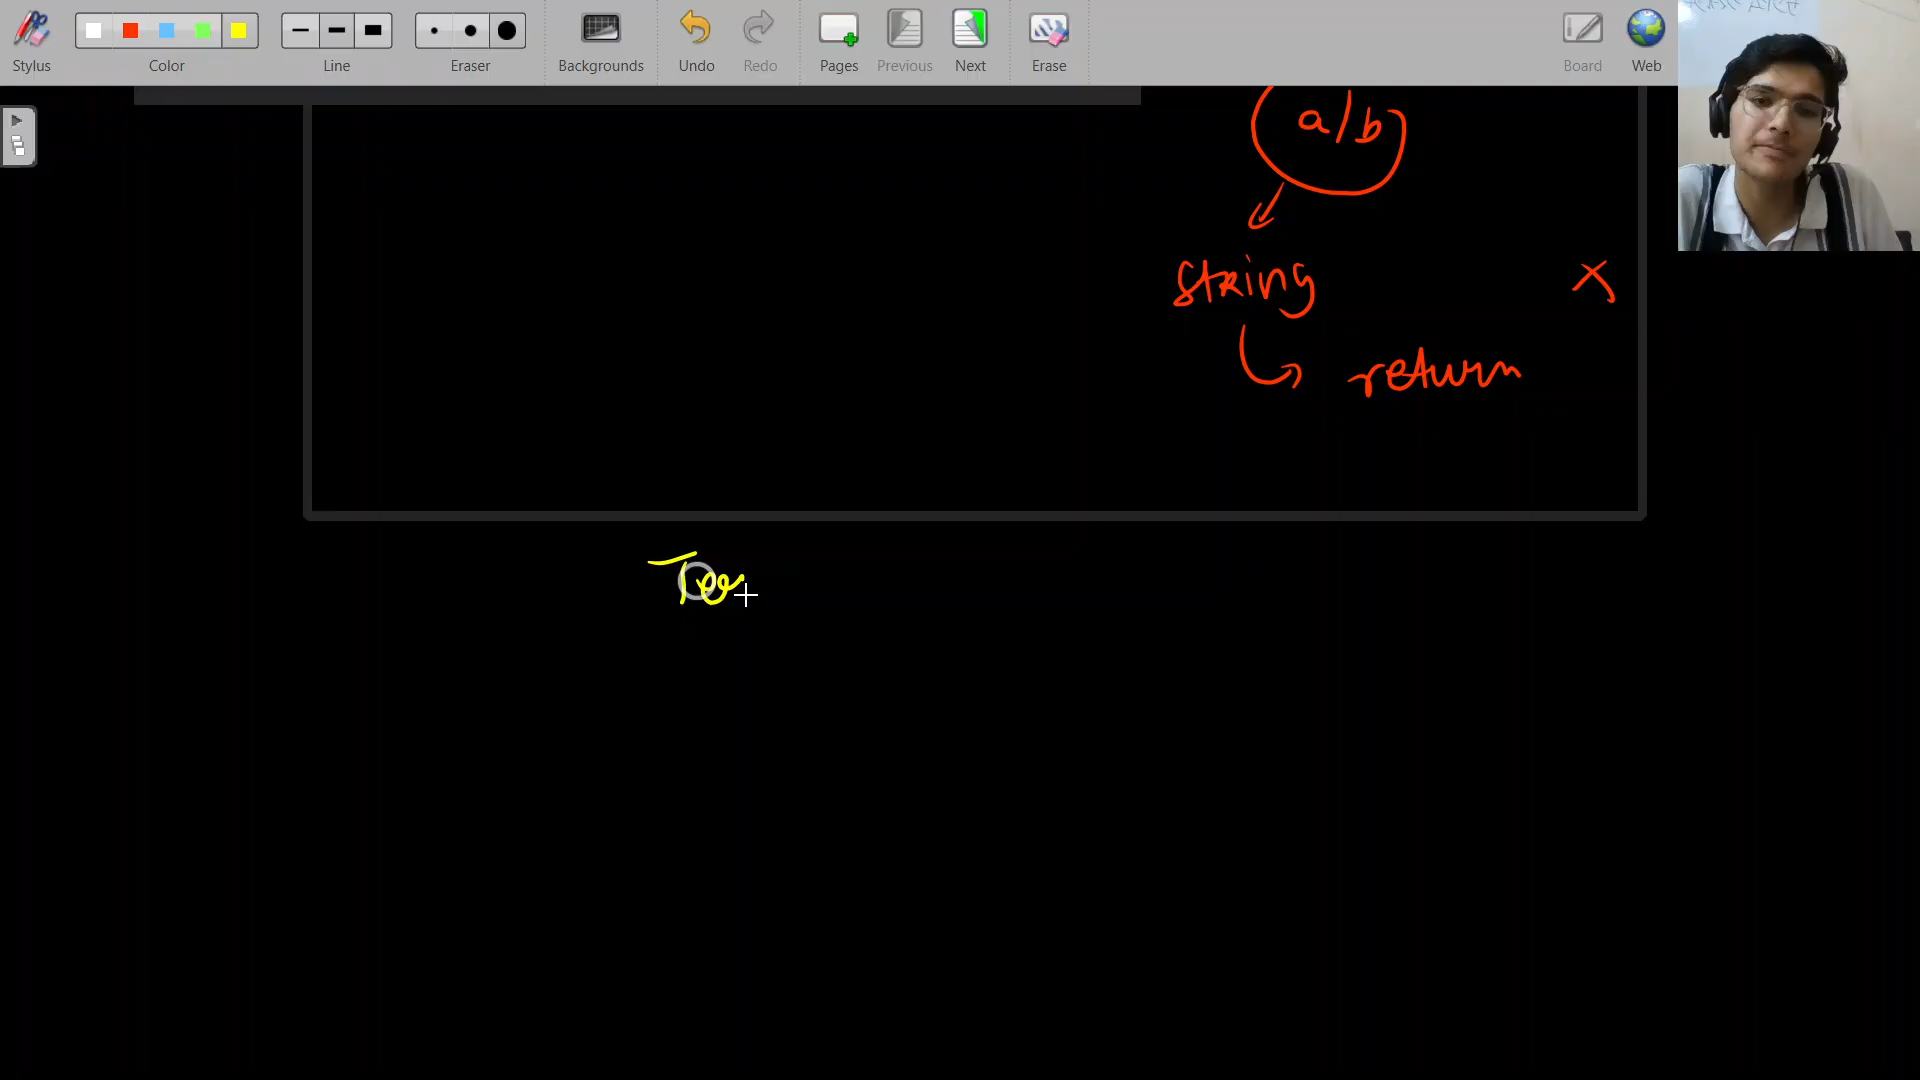 Stylus
Color
Line
Eraser
Backgrounds
Undo
Redo
Pages
Previous
Next
Erase
Board
Web
a/b
string
x
return